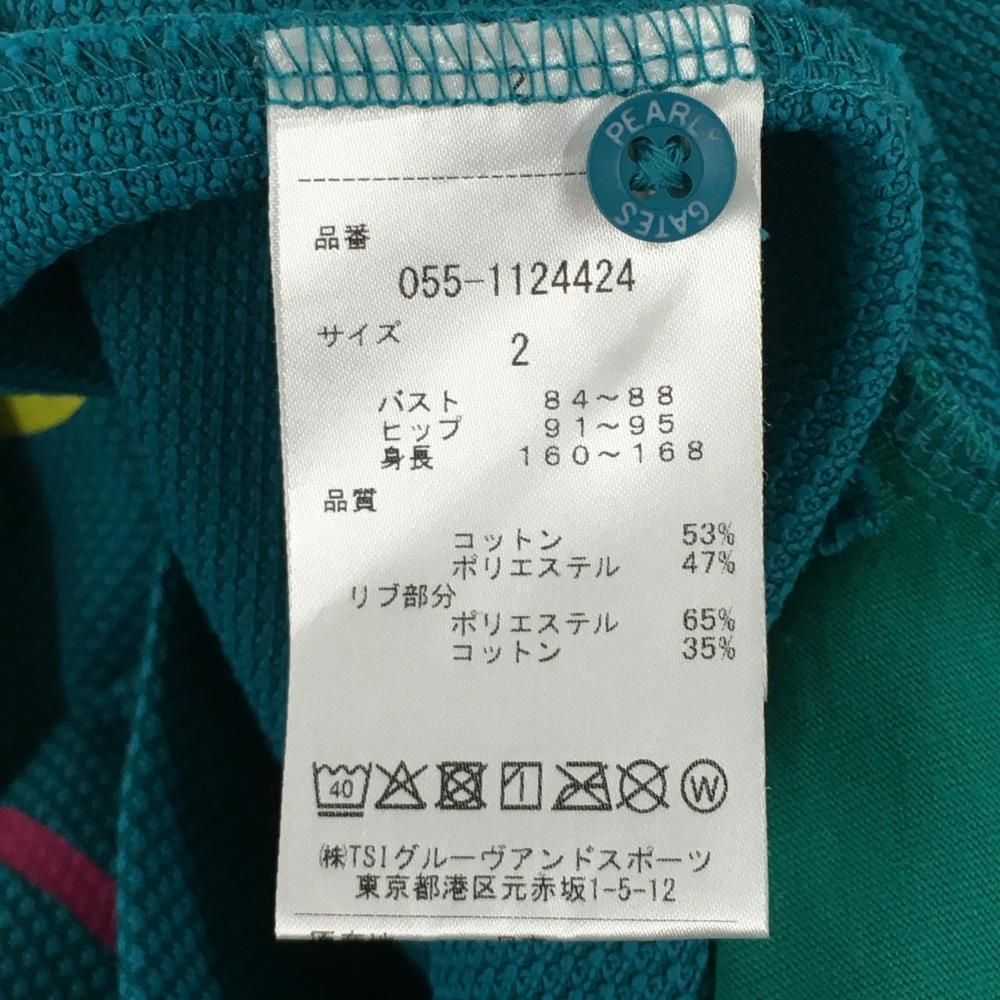 2
PEARLY
GATES
品番
055-1124424
サイズ
2
バスト 84～88
ヒップ 91～95
身長 160～168
品質
コットン 53%
ポリエステル 47%
リブ部分
ポリエステル 65%
コットン 35%
40 W
㈱TSIグルーヴアンドスポーツ
東京都港区元赤坂1-5-12